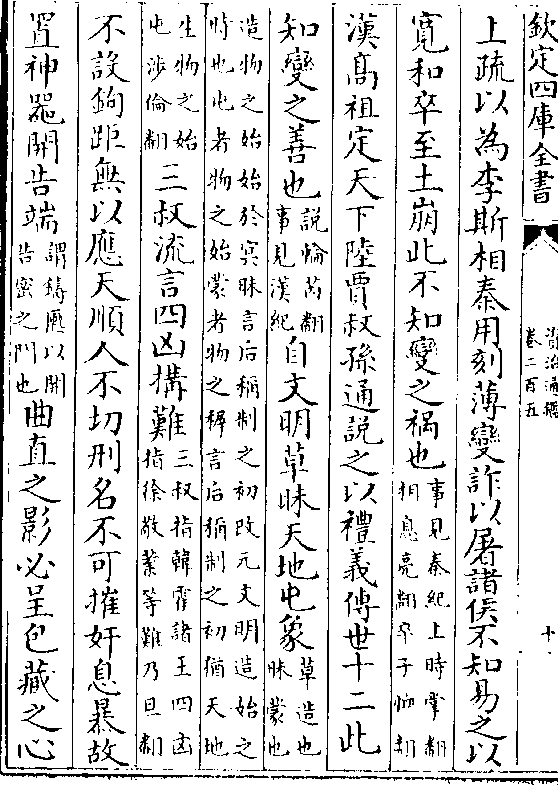 欽定四庫全書
資治通鑑
卷二百五
十
上疏以為李斯相秦用刻薄變詐以屠諸侯不知易之以
寛和卒至土崩此不知變之禍也事見秦紀上時掌翻相息亮翻卒子恤翻
漢髙祖定天下陸賈叔孫通説之以禮義傳世十二此
知變之善也説輸芮翻事見漢紀自文明草昧天地屯象草造也昧蒙也
造物之始始於冥昧言后稱制之初改元文明造始之
時也屯者物之始蒙者物之穉言后稱制之初猶天地
生物之始屯涉倫翻三叔流言四凶搆難三叔指韓霍諸王四凶指徐敬業等難乃旦翻
不設鉤距無以應天順人不切刑名不可摧奸息暴故
置神噐開告端謂鑄匭以開告密之門也曲直之影必呈包藏之心